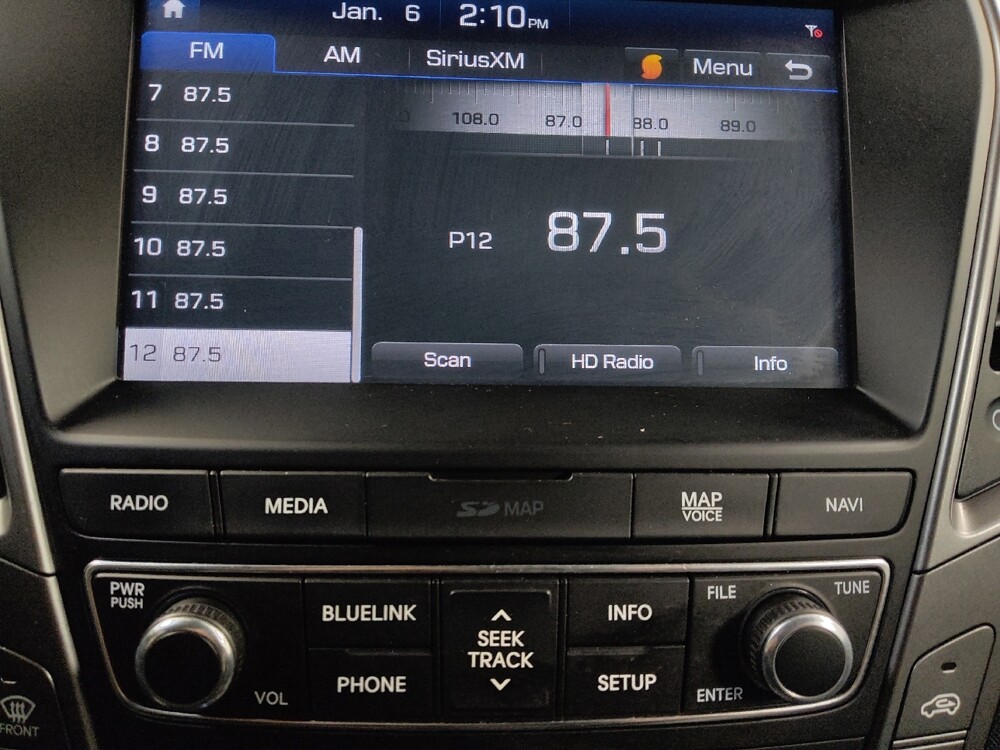 Jan. 6 2:10 PM
FM AM SiriusXM Menu
7 87.5
8 87.5
9 87.5
10 87.5
11 87.5
12 87.5
108.0 87.0 88.0 89.0
P12 87.5
Scan HD Radio Info
RADIO MEDIA SD MAP MAP VOICE NAVI
PWR
PUSH
VOL
BLUELINK
PHONE
SEEK
TRACK
INFO
SETUP
FILE
TUNE
ENTER
FRONT